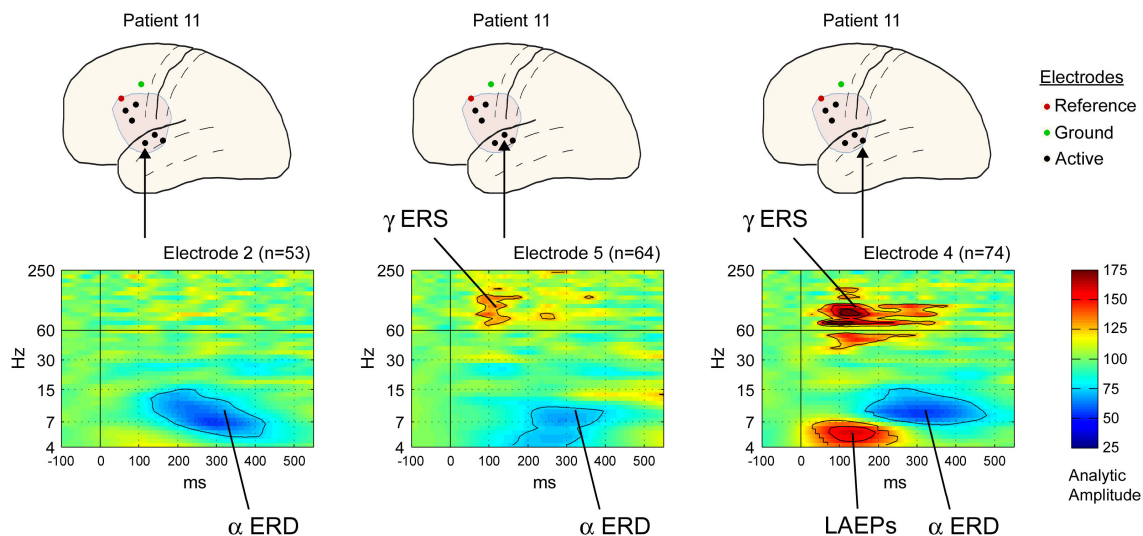 Patient 11
Patient 11
Patient 11
Electrodes
Reference
Ground
Active
γ ERS
γ ERS
Electrode 2 (n=53)
Electrode 5 (n=64)
Electrode 4 (n=74)
250
60
30
15
7
4
Hz
-100 0 100 200 300 400 500
ms
α ERD
250
60
30
15
7
4
Hz
-100 0 100 200 300 400 500
ms
α ERD
250
60
30
15
7
4
Hz
-100 0 100 200 300 400 500
ms
LAEPs
α ERD
175
150
125
100
75
50
25
Analytic
Amplitude